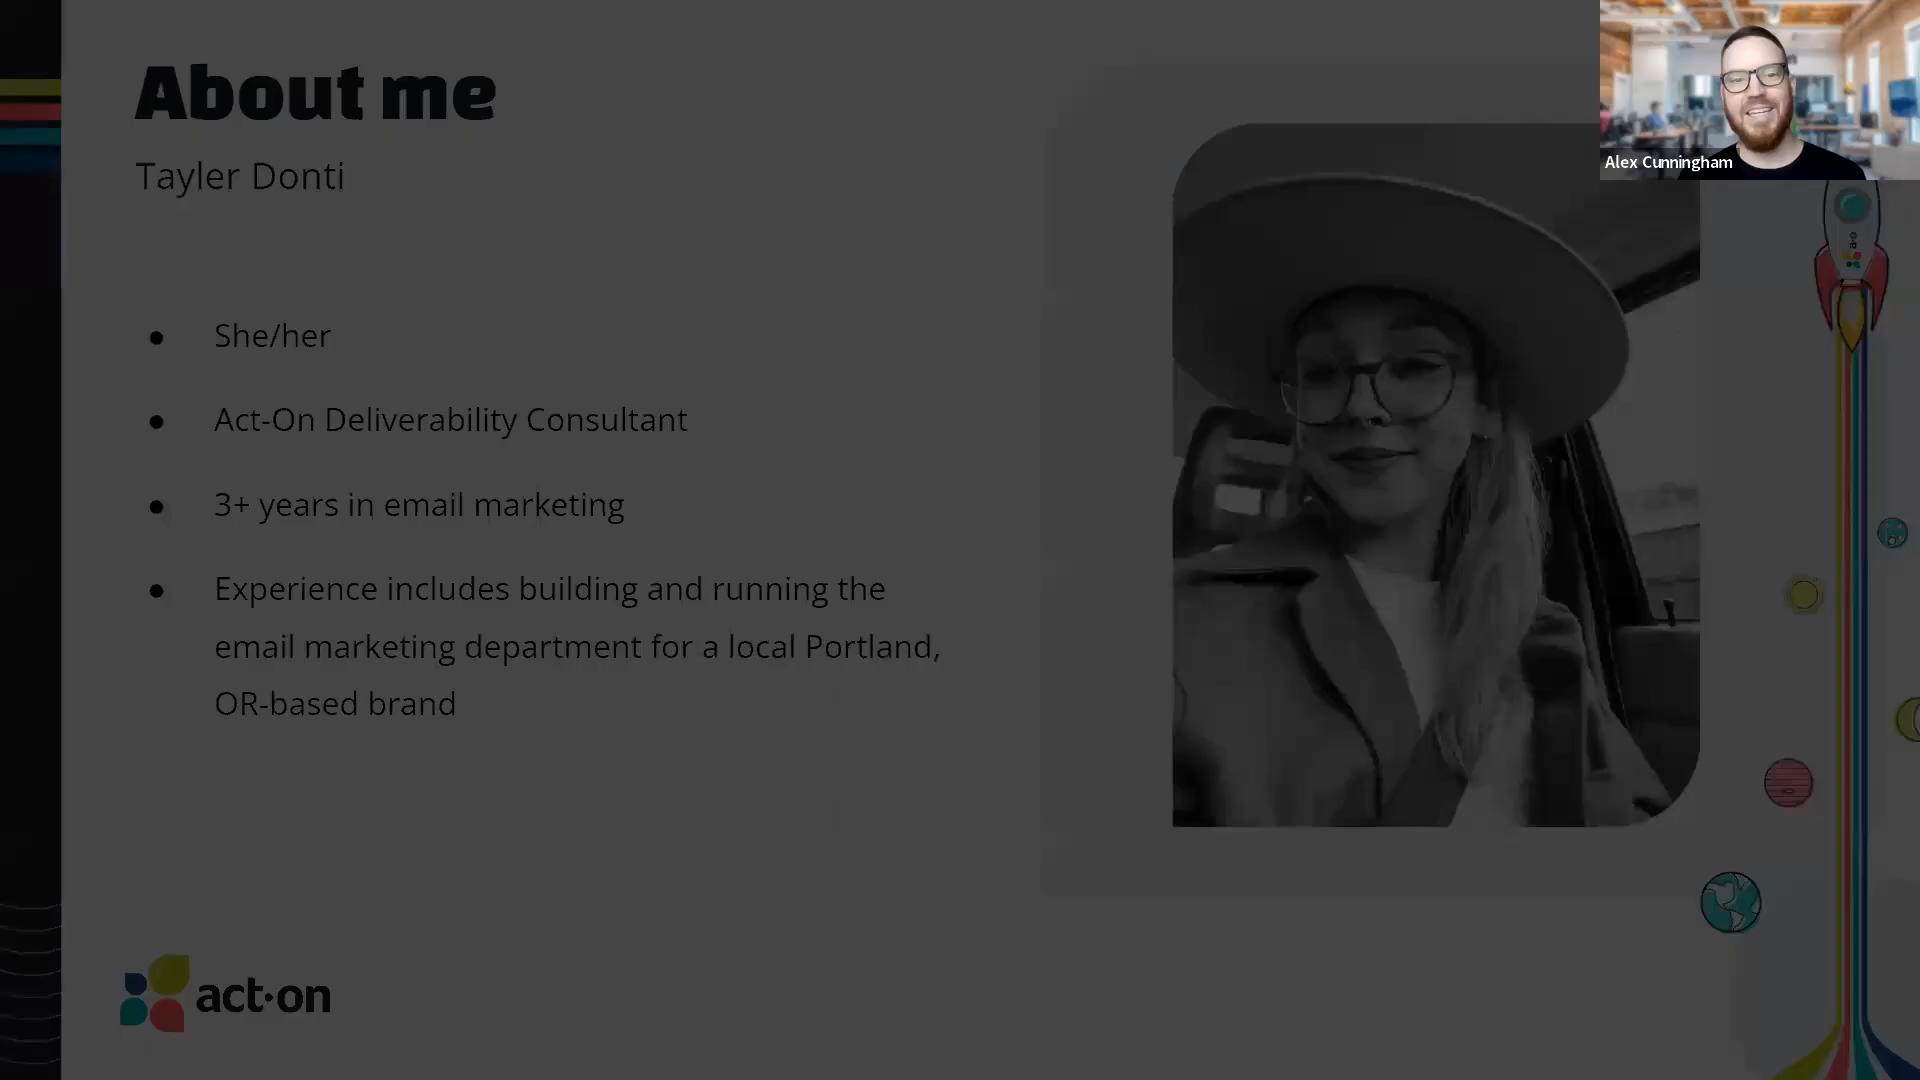 About me
Tayler Donti
Alex Cunningham
• She/her
• Act-On Deliverability Consultant
• 3+ years in email marketing
• Experience includes building and running the
email marketing department for a local Portland,
OR-based brand
a·o
act·on